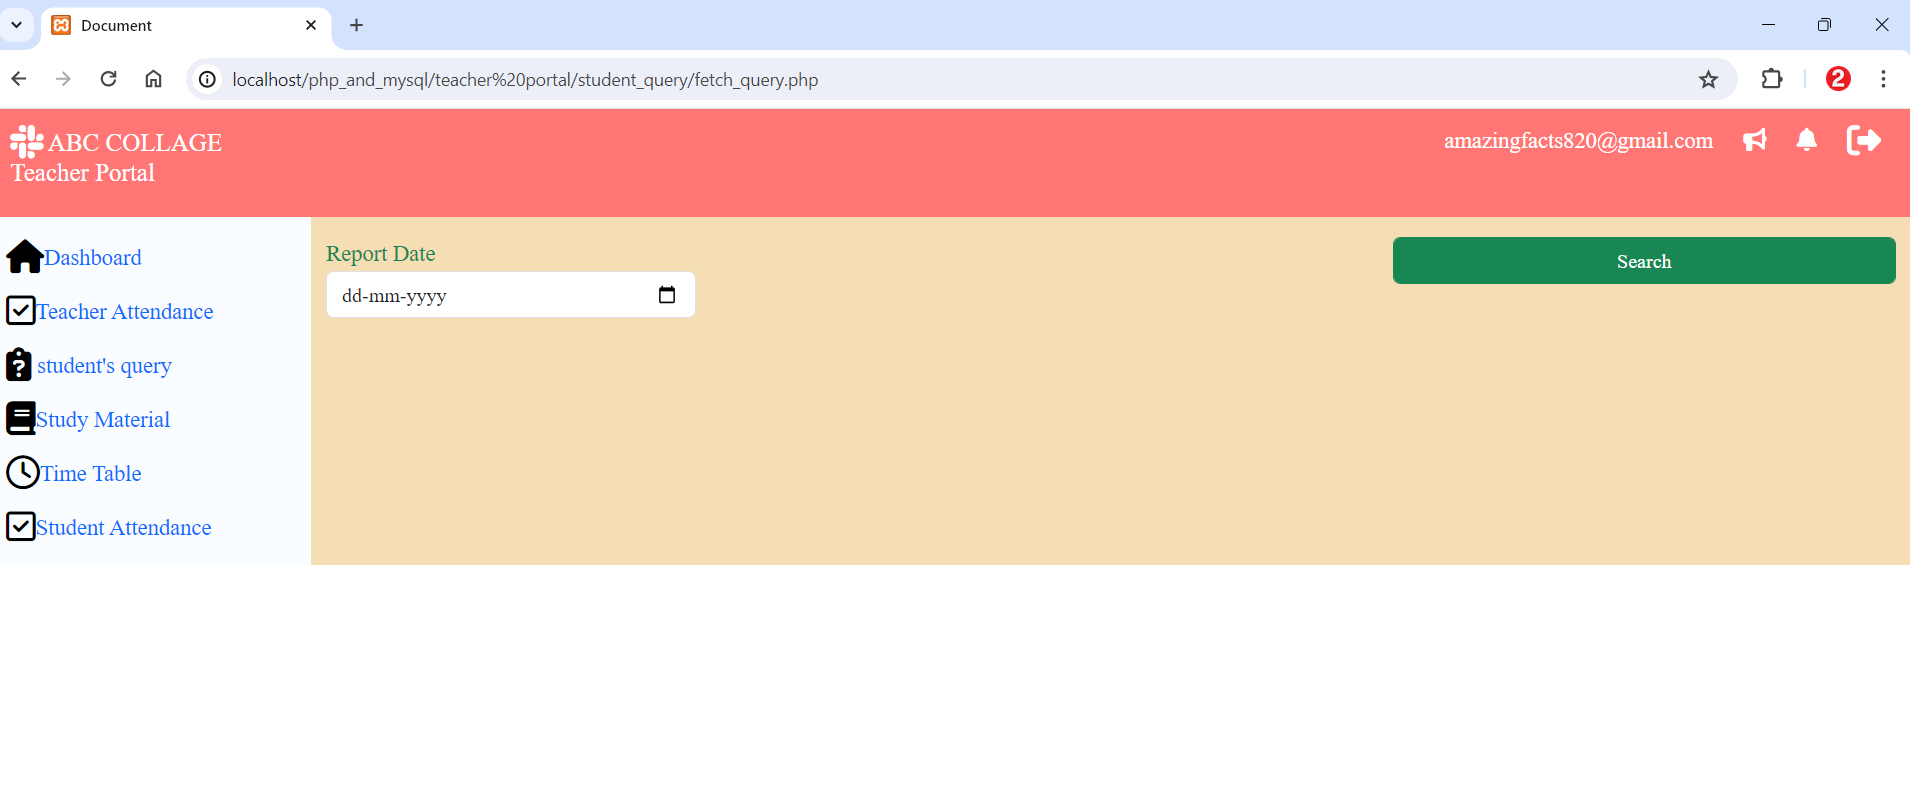 Document
localhost/php_and_mysql/teacher%20portal/student_query/fetch_query.php
2
ABC COLLAGE
Teacher Portal
amazingfacts820@gmail.com
Dashboard
Teacher Attendance
student's query
Study Material
Time Table
Student Attendance
Report Date
dd-mm-yyyy
Search